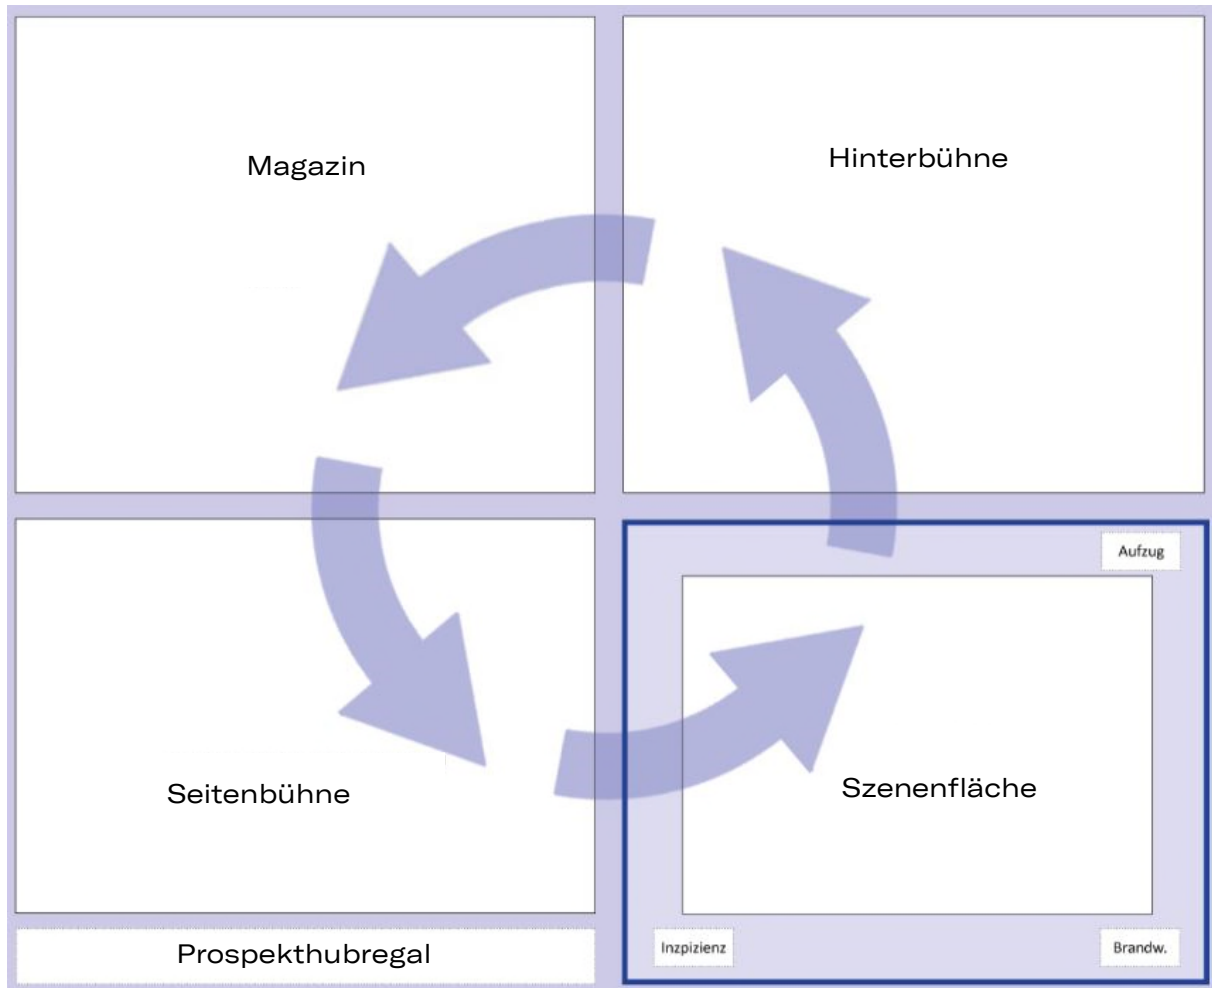 Magazin
Hinterbühne
Aufzug
Seitenbühne
Szenenfläche
Prospekthubregal
Inzpizienz
Brandw.